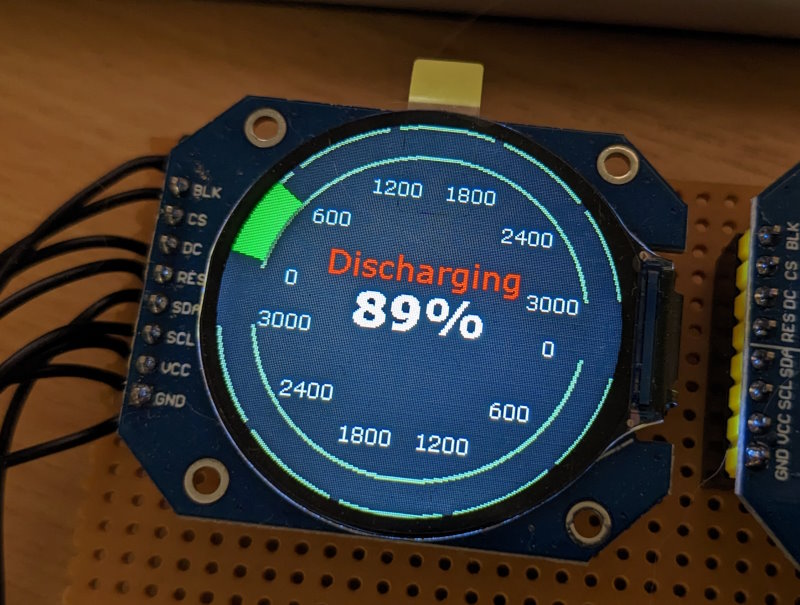 BLK
CS
DC
RES
SDA
SCL
VCC
GND
1200 1800
600 2400
Discharging
0 3000
89%
3000 0
2400 600
1800 1200
GND VCC SCL SDA RES DC CS BLK